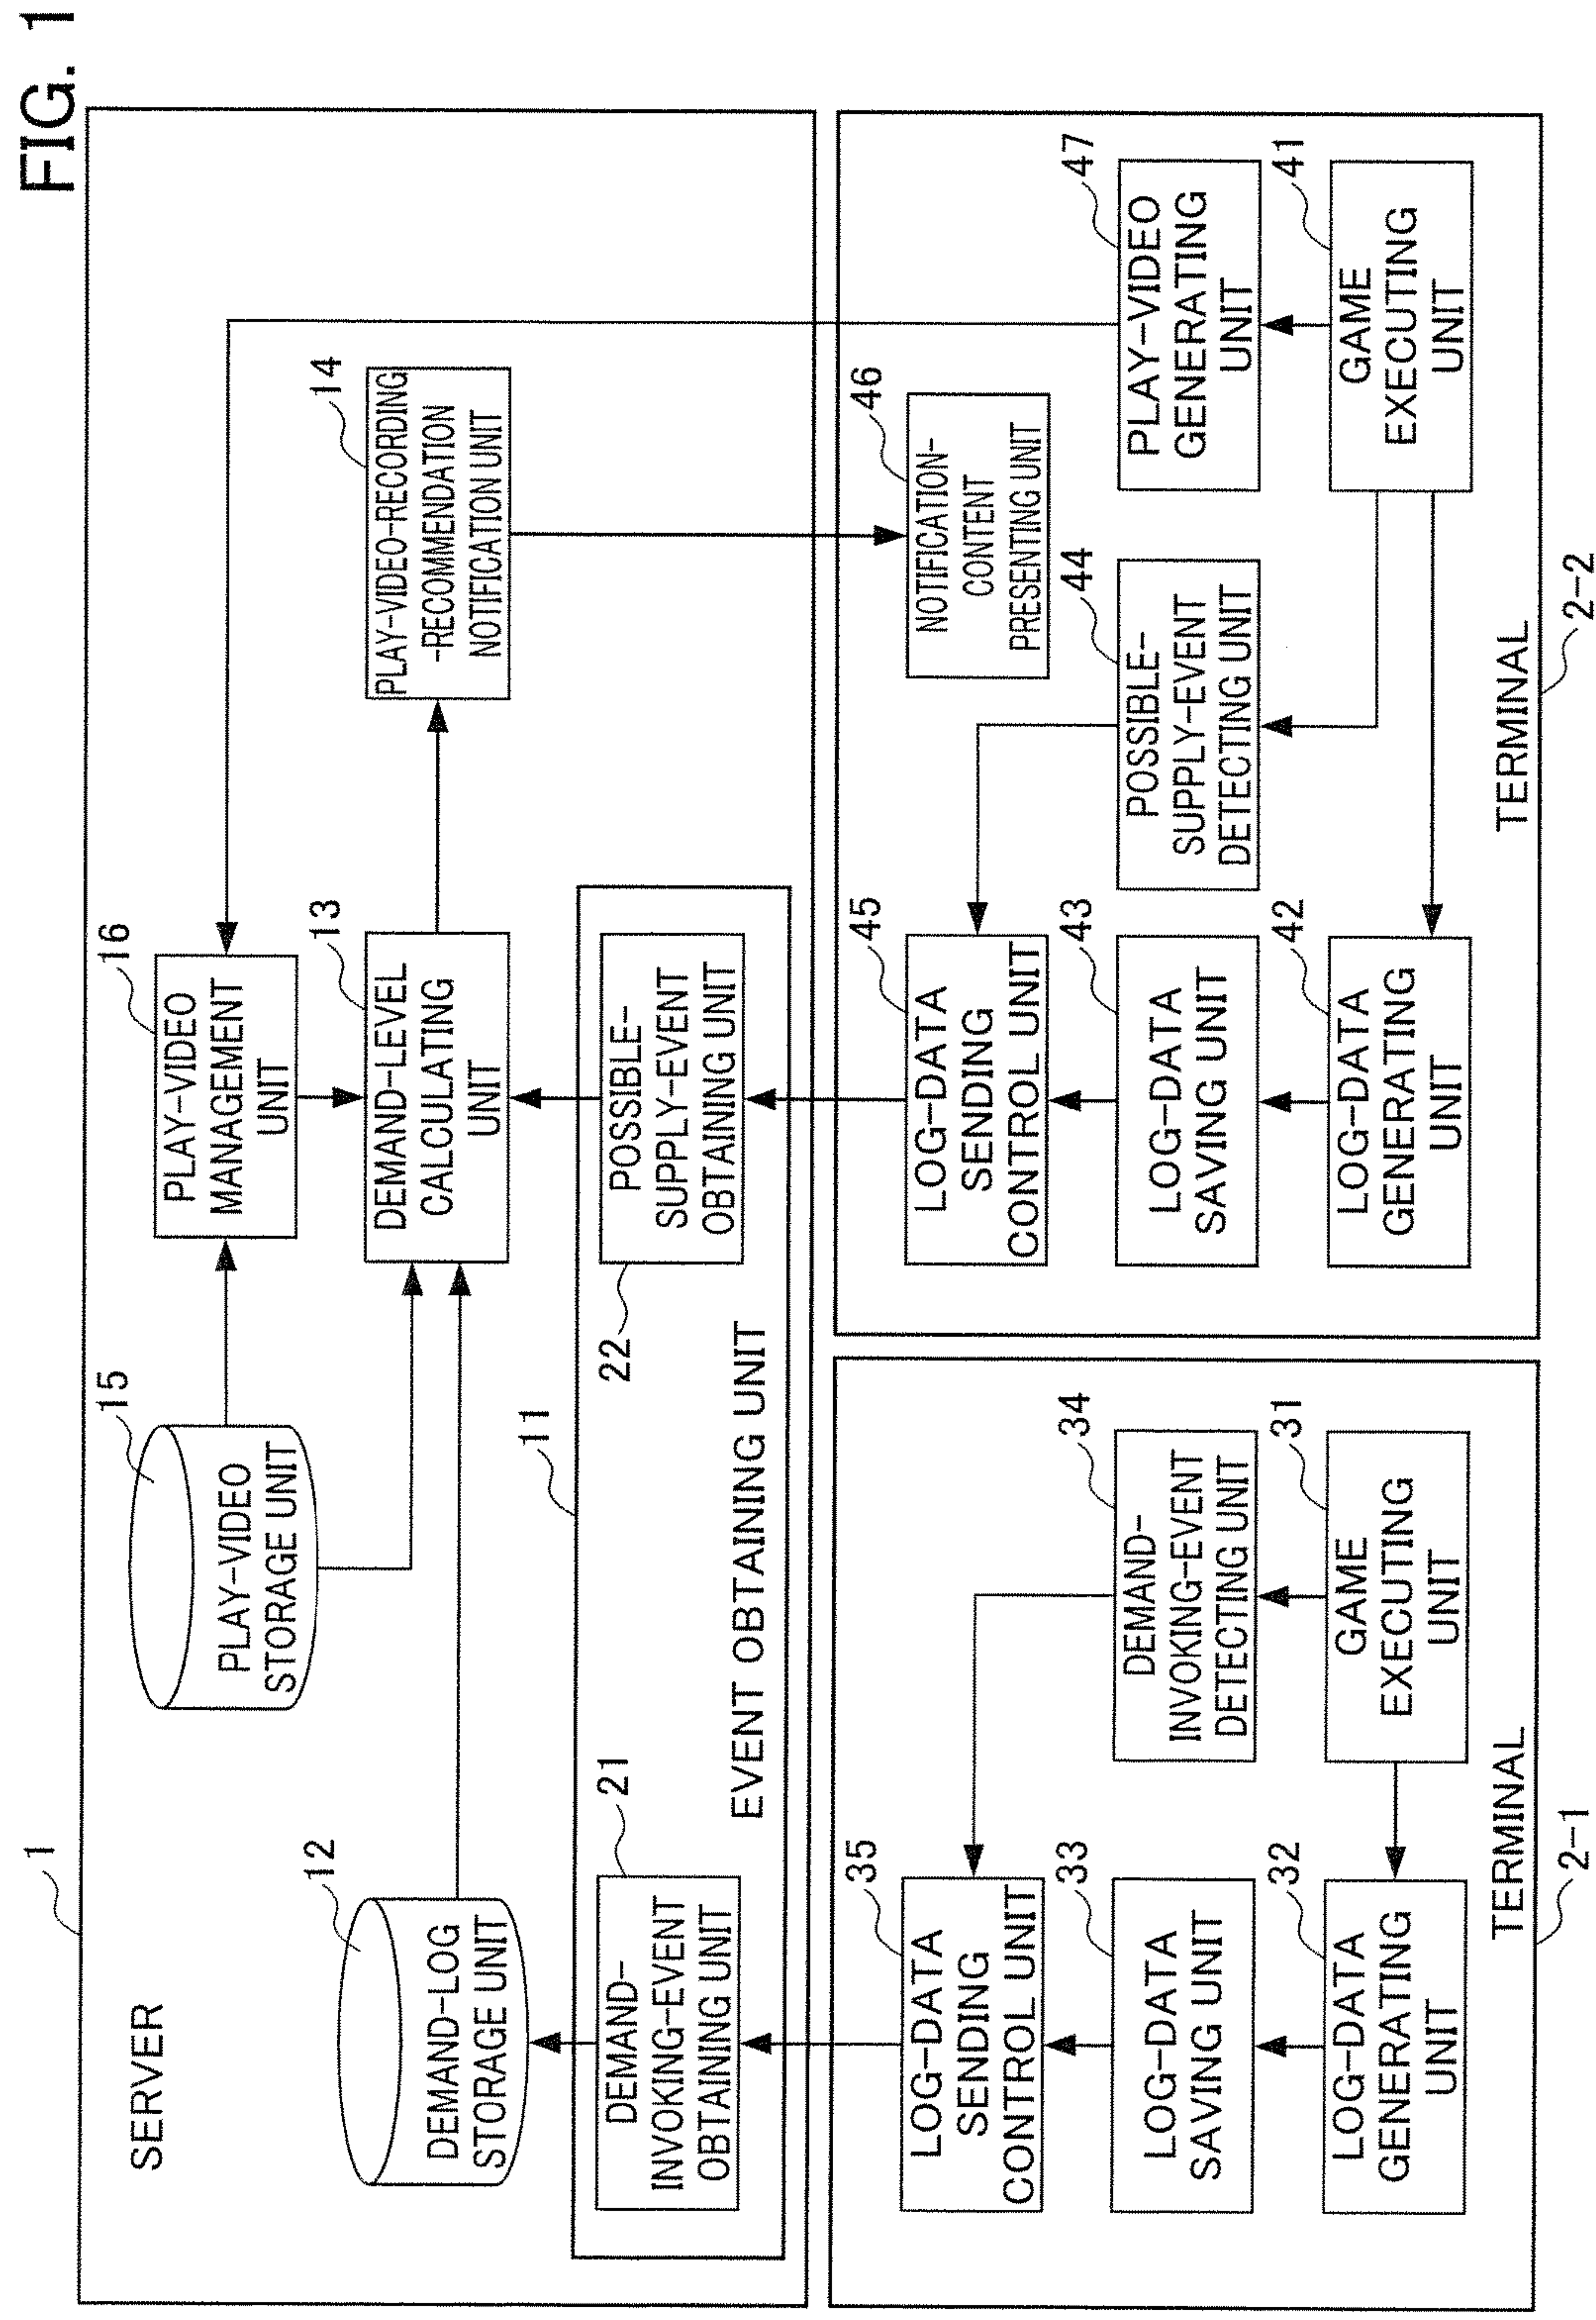 FIG. 1
1
SERVER
15
PLAY-VIDEO
STORAGE UNIT
16
PLAY-VIDEO
MANAGEMENT
UNIT
12
DEMAND-LOG
STORAGE UNIT
13
DEMAND-LEVEL
CALCULATING
UNIT
14
PLAY-VIDEO-RECORDING
-RECOMMENDATION
NOTIFICATION UNIT
11
21
DEMAND-
INVOKING-EVENT
OBTAINING UNIT
22
POSSIBLE-
SUPPLY-EVENT
OBTAINING UNIT
EVENT OBTAINING UNIT
35
LOG-DATA
SENDING
CONTROL UNIT
34
DEMAND-
INVOKING-EVENT
DETECTING UNIT
33
LOG-DATA
SAVING UNIT
32
LOG-DATA
GENERATING
UNIT
31
GAME
EXECUTING
UNIT
TERMINAL
2-1
45
LOG-DATA
SENDING
CONTROL UNIT
46
NOTIFICATION-
CONTENT
PRESENTING UNIT
43
LOG-DATA
SAVING UNIT
44
POSSIBLE-
SUPPLY-EVENT
DETECTING UNIT
47
PLAY-VIDEO
GENERATING
UNIT
42
LOG-DATA
GENERATING
UNIT
41
GAME
EXECUTING
UNIT
TERMINAL
2-2